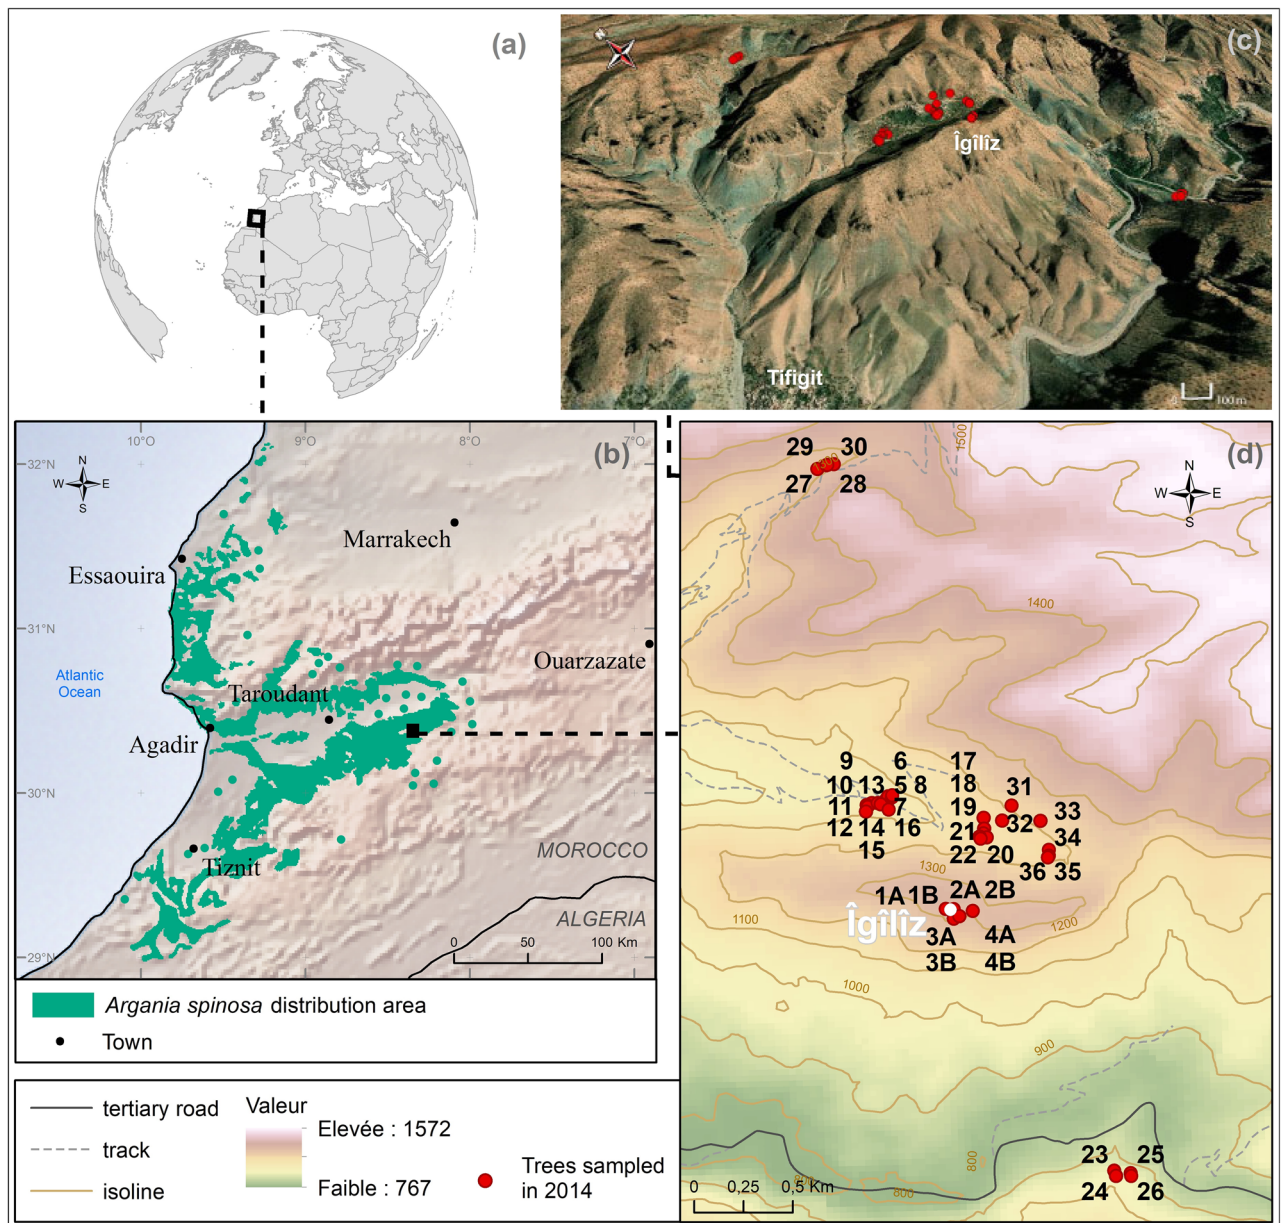 (a)
(c)
N
Îgîlîz
Tifigit
0 100 m
(b)
10°O 9°O 8°O 7°O
32°N
31°N
30°N
29°N
N
W E
S
Marrakech
Essaouira
Ouarzazate
Atlantic
Ocean
Taroudant
Agadir
Tiznit
MOROCCO
ALGERIA
0 50 100 Km
Argania spinosa distribution area
Town
(d)
N
W E
S
29 30
27 28
1300
1500
1400
9 6 17
10 13 5 8 18 31
11 7 19 33
12 14 16 21 32 34
15 22 20
36 35
1300
1A 1B 2A 2B
Îgîlîz
3A 4A
3B 4B
1100
1200
1000
900
800
800
800
23 25
24 26
0 0,25 0,5 Km
tertiary road
track
isoline
Valeur
Elevée : 1572
Faible : 767
Trees sampled
in 2014